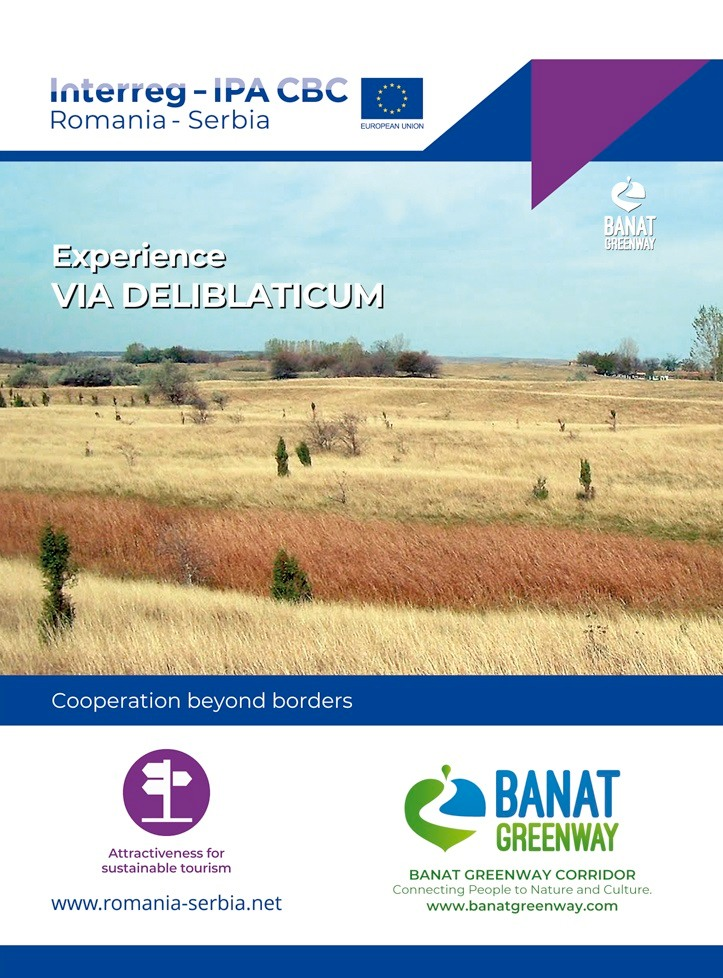 Interreg - IPA CBC
Romania - Serbia
EUROPEAN UNION
BANAT
GREENWAY
Experience
VIA DELIBLATICUM
Cooperation beyond borders
Attractiveness for
sustainable tourism
www.romania-serbia.net
BANAT
GREENWAY
BANAT GREENWAY CORRIDOR
Connecting People to Nature and Culture.
www.banatgreenway.com